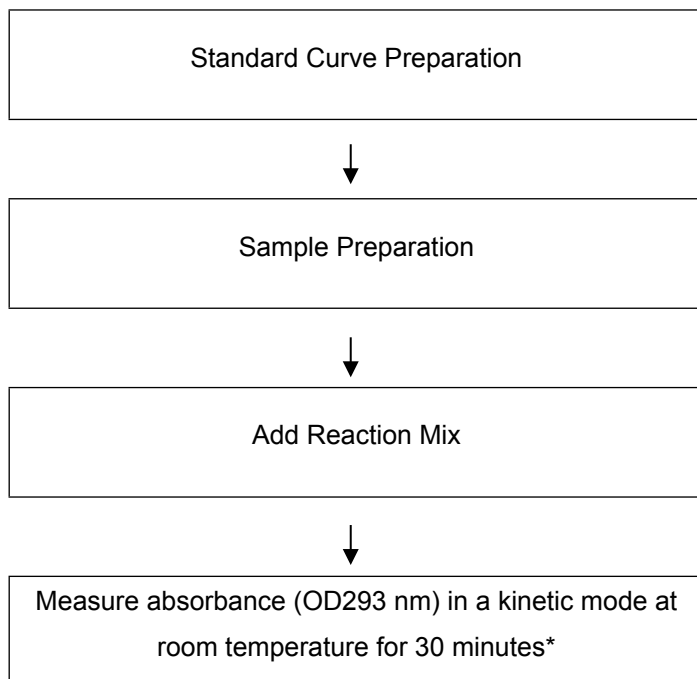 Standard Curve Preparation
Sample Preparation
Add Reaction Mix
Measure absorbance (OD293 nm) in a kinetic mode at
room temperature for 30 minutes*